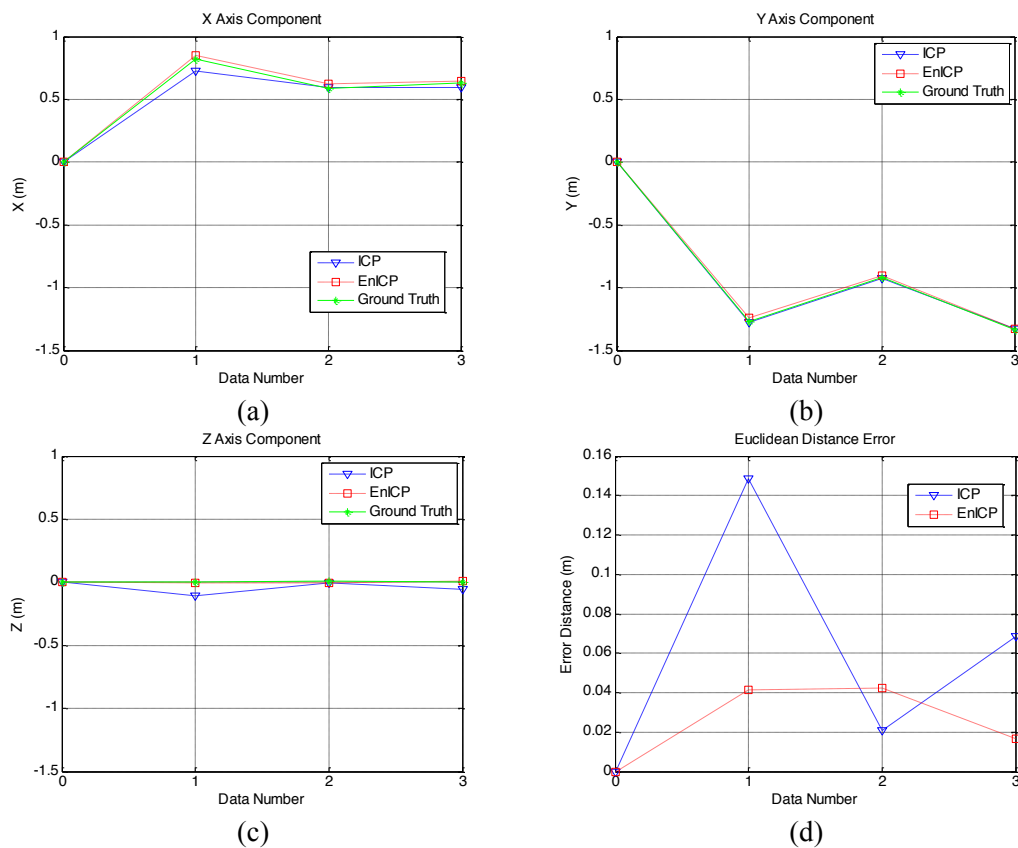 X Axis Component
1
0.5
0
-0.5
-1
-1.5
X (m)
ICP
EnICP
Ground Truth
0 1 2 3
Data Number
(a)
Y Axis Component
1
0.5
0
-0.5
-1
-1.5
Y (m)
ICP
EnICP
Ground Truth
0 1 2 3
Data Number
(b)
Z Axis Component
1
0.5
0
-0.5
-1
-1.5
Z (m)
ICP
EnICP
Ground Truth
0 1 2 3
Data Number
(c)
Euclidean Distance Error
0.16
0.14
0.12
0.1
0.08
0.06
0.04
0.02
0
Error Distance (m)
ICP
EnICP
0 1 2 3
Data Number
(d)